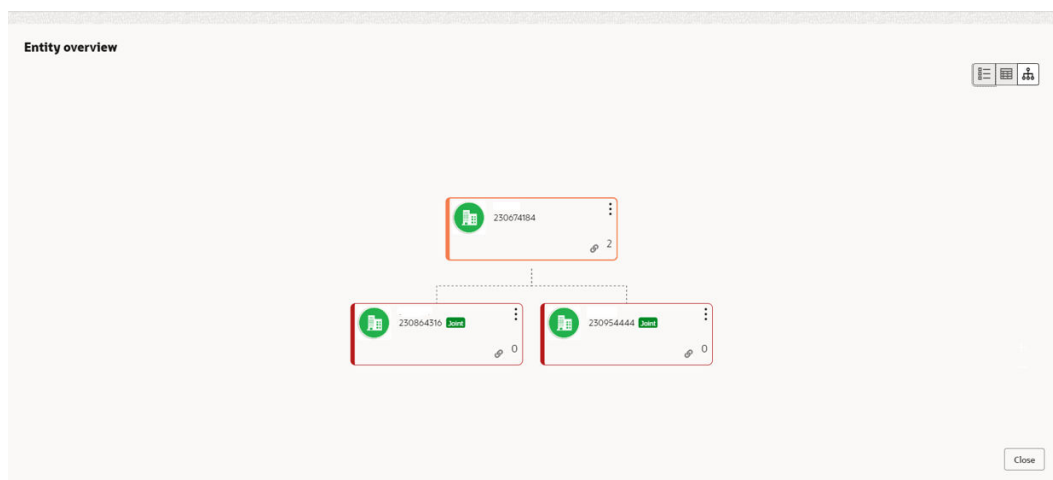 Entity overview
230674184
2
230864316 Joint
0
230954444 Joint
0
Close